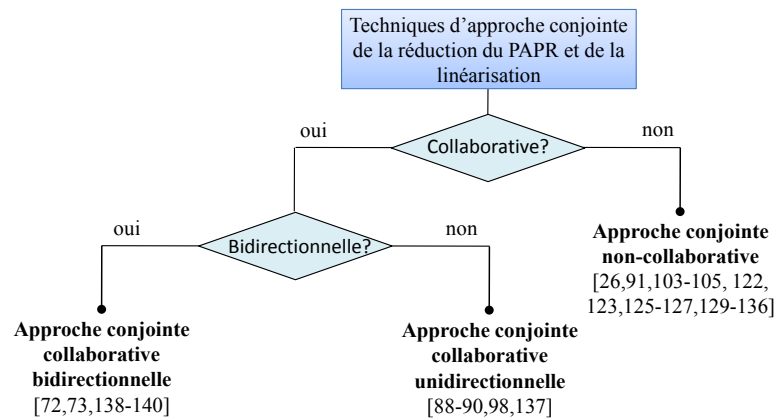 Techniques d'approche conjointe
de la réduction du PAPR et de la
linéarisation
oui
Collaborative?
non
oui
Bidirectionnelle?
non
Approche conjointe
non-collaborative
[26,91,103-105, 122,
123,125-127,129-136]
Approche conjointe
collaborative
bidirectionnelle
[72,73,138-140]
Approche conjointe
collaborative
unidirectionnelle
[88-90,98,137]